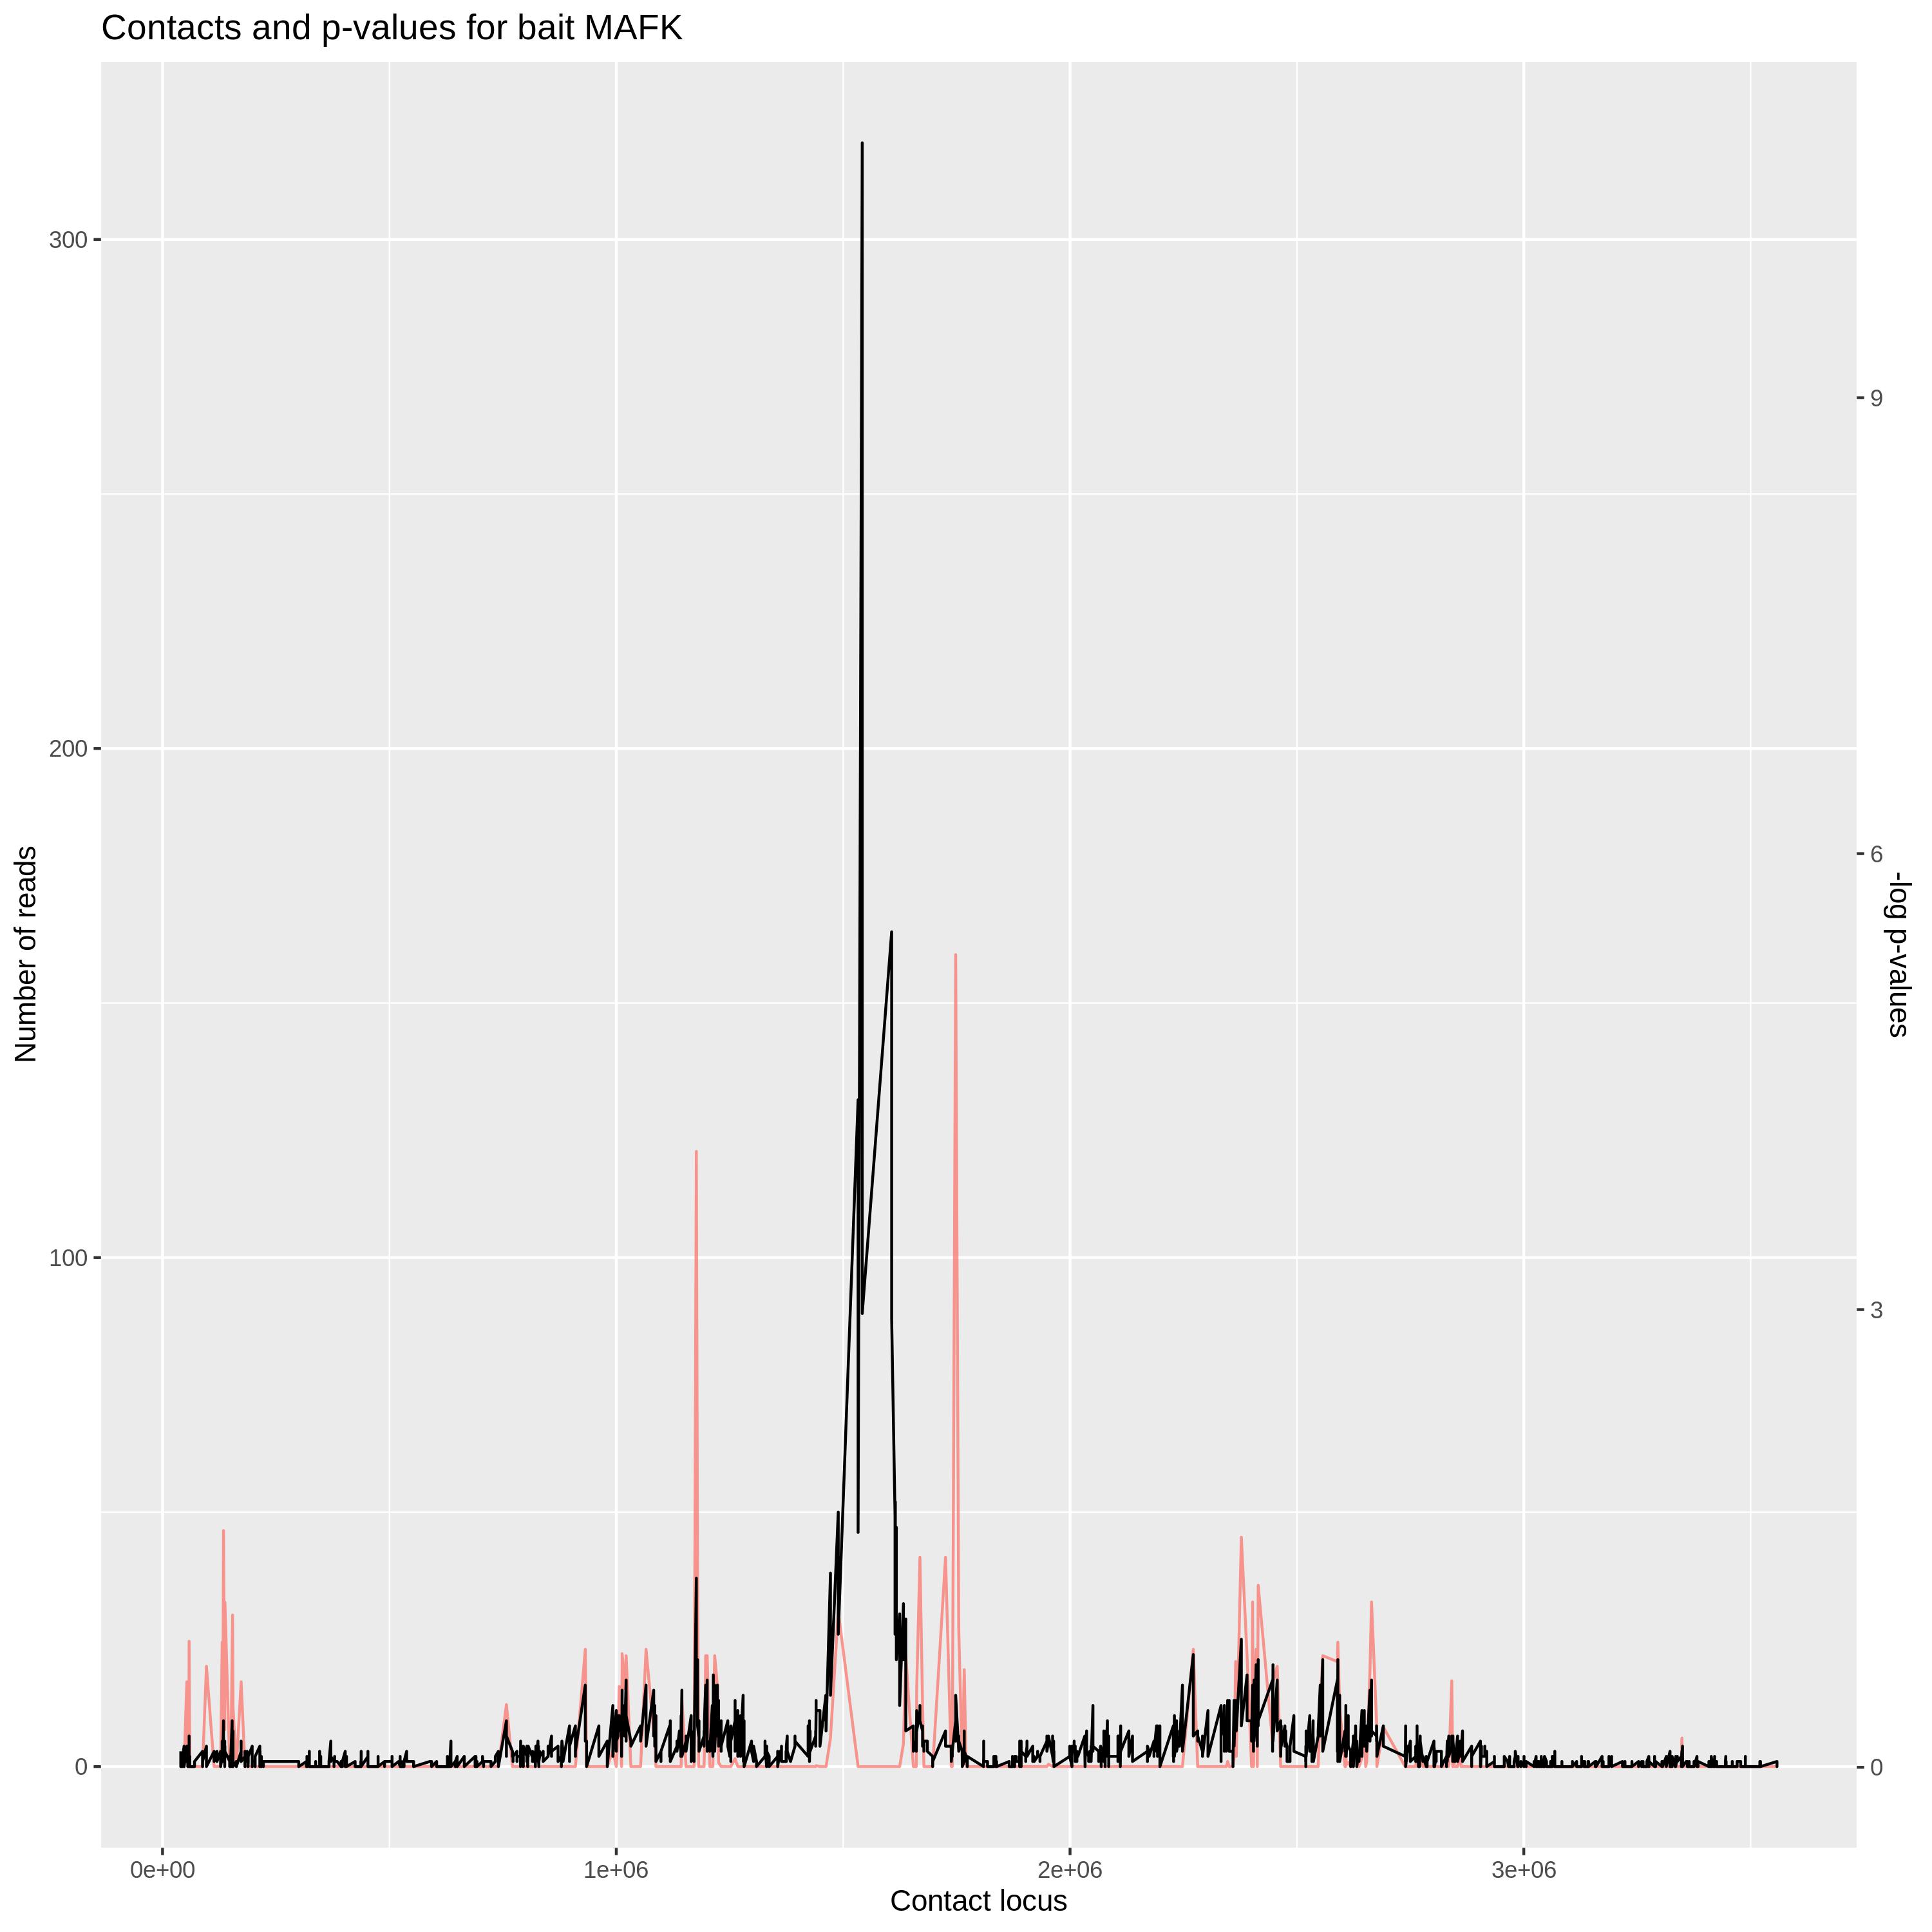 Contacts and p-values for bait MAFK
300
200
100
0
Number of reads
9
6
3
0
-log p-values
0e+00
1e+06
2e+06
3e+06
Contact locus